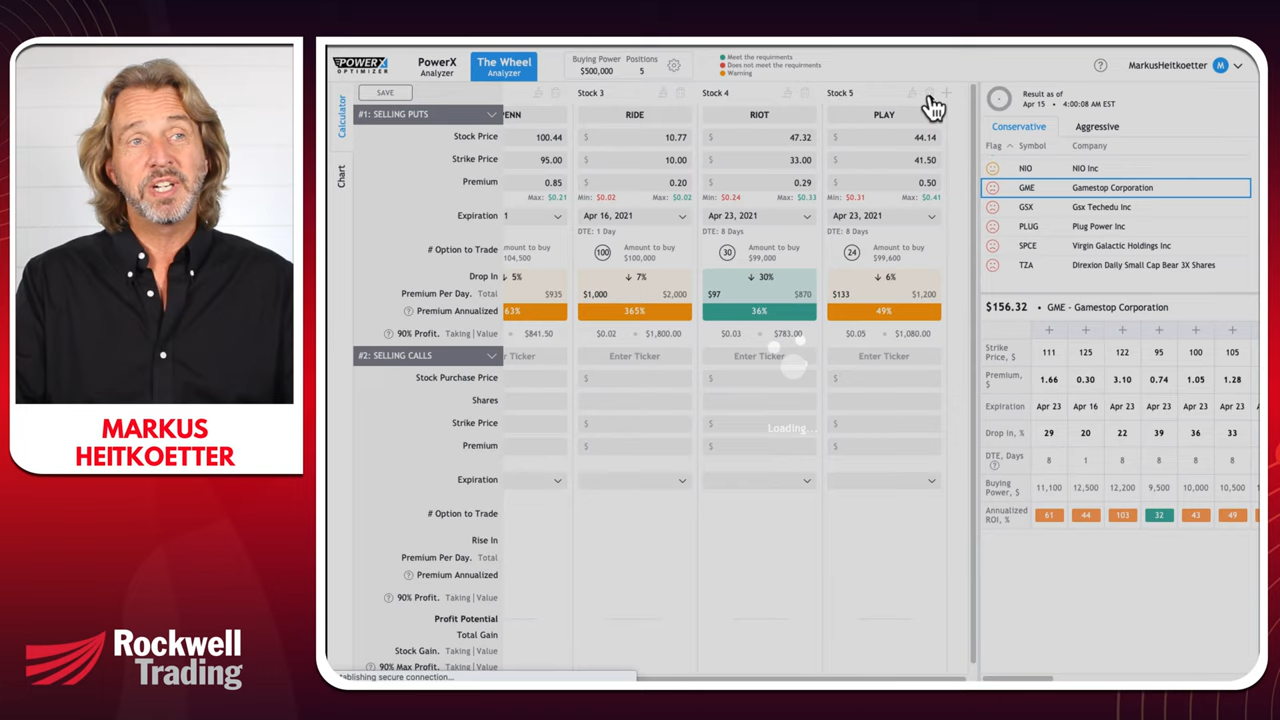 POWERX
OPTIMIZER
PowerX
Analyzer
The Wheel
Analyzer
Buying Power Positions
$500,000 5
Meet the requirments
Does not meet the requirments
Warning
MarkusHeitkoetter M
SAVE
Calculator
Chart
Stock 3 Stock 4 Stock 5
#1: SELLING PUTS ENN RIDE RIOT PLAY
Stock Price 100.44 $ 10.77 $ 47.32 $ 44.14
Strike Price 95.00 $ 10.00 $ 33.00 $ 41.50
Premium 0.85 $ 0.20 $ 0.29 $ 0.50
Max: $0.21 Min: $0.02 Max: $0.02 Min: $0.24 Max: $0.33 Min: $0.31 Max: $0.41
Expiration 1 Apr 16, 2021 Apr 23, 2021 Apr 23, 2021
DTE: 1 Day DTE: 8 Days DTE: 8 Days
# Option to Trade Amount to buy 100 Amount to buy 30 Amount to buy 24 Amount to buy
104,500 $100,000 $99,000 $99,600
Drop In 5% 7% 30% 6%
Premium Per Day. Total $935 $1,000 $2,000 $97 $870 $133 $1,200
Premium Annualized 63% 365% 36% 49%
90% Profit. Taking | Value = $841.50 $0.02 = $1,800.00 $0.03 = $783.00 $0.05 = $1,080.00
#2: SELLING CALLS r Ticker Enter Ticker Enter Ticker Enter Ticker
Stock Purchase Price $ $ $
Shares
Strike Price $ $ $
Premium $ $ $
Loading...
Expiration
# Option to Trade
Rise In
Premium Per Day. Total
Premium Annualized
90% Profit. Taking | Value
Profit Potential
Total Gain
Stock Gain. Taking | Value
90% Max Profit. Taking | Value
stablishing secure connection...
Result as of
Apr 15 • 4:00:08 AM EST
Conservative Aggressive
Flag Symbol Company
NIO NIO Inc
GME Gamestop Corporation
GSX Gsx Techedu Inc
PLUG Plug Power Inc
SPCE Virgin Galactic Holdings Inc
TZA Direxion Daily Small Cap Bear 3X Shares
$156.32 • GME - Gamestop Corporation
+ + + + + +
Strike
Price, $ 111 125 122 95 100 105
Premium,
$ 1.66 0.30 3.10 0.74 1.05 1.28
Expiration Apr 23 Apr 16 Apr 23 Apr 23 Apr 23 Apr 23
Drop In, % 29 20 22 39 36 33
DTE, Days 8 1 8 8 8 8
Buying
Power, $ 11,100 12,500 12,200 9,500 10,000 10,500
Annualized
ROI, % 61 44 103 32 43 49
MARKUS
HEITKOETTER
Rockwell
Trading